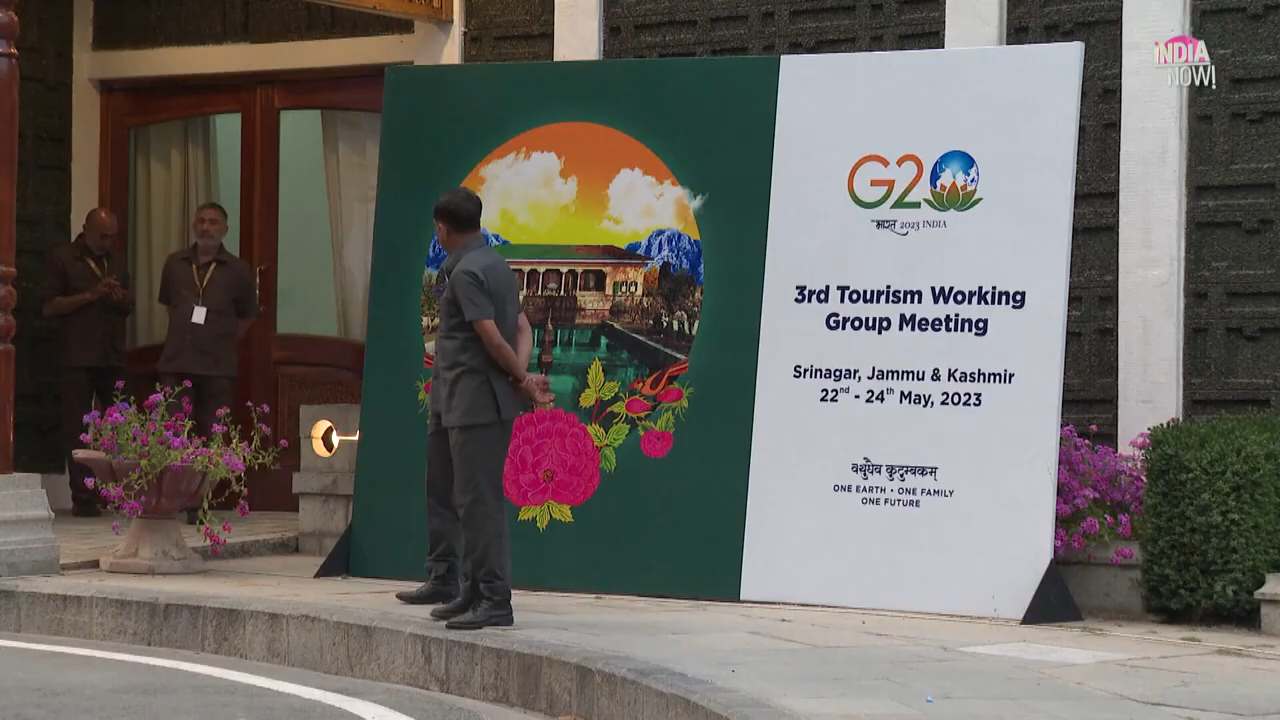 INDIA
NOW!
G20
भारत 2023 INDIA
3rd Tourism Working
Group Meeting
Srinagar, Jammu & Kashmir
22nd - 24th May, 2023
वसुधैव कुटुम्बकम्
ONE EARTH • ONE FAMILY
ONE FUTURE